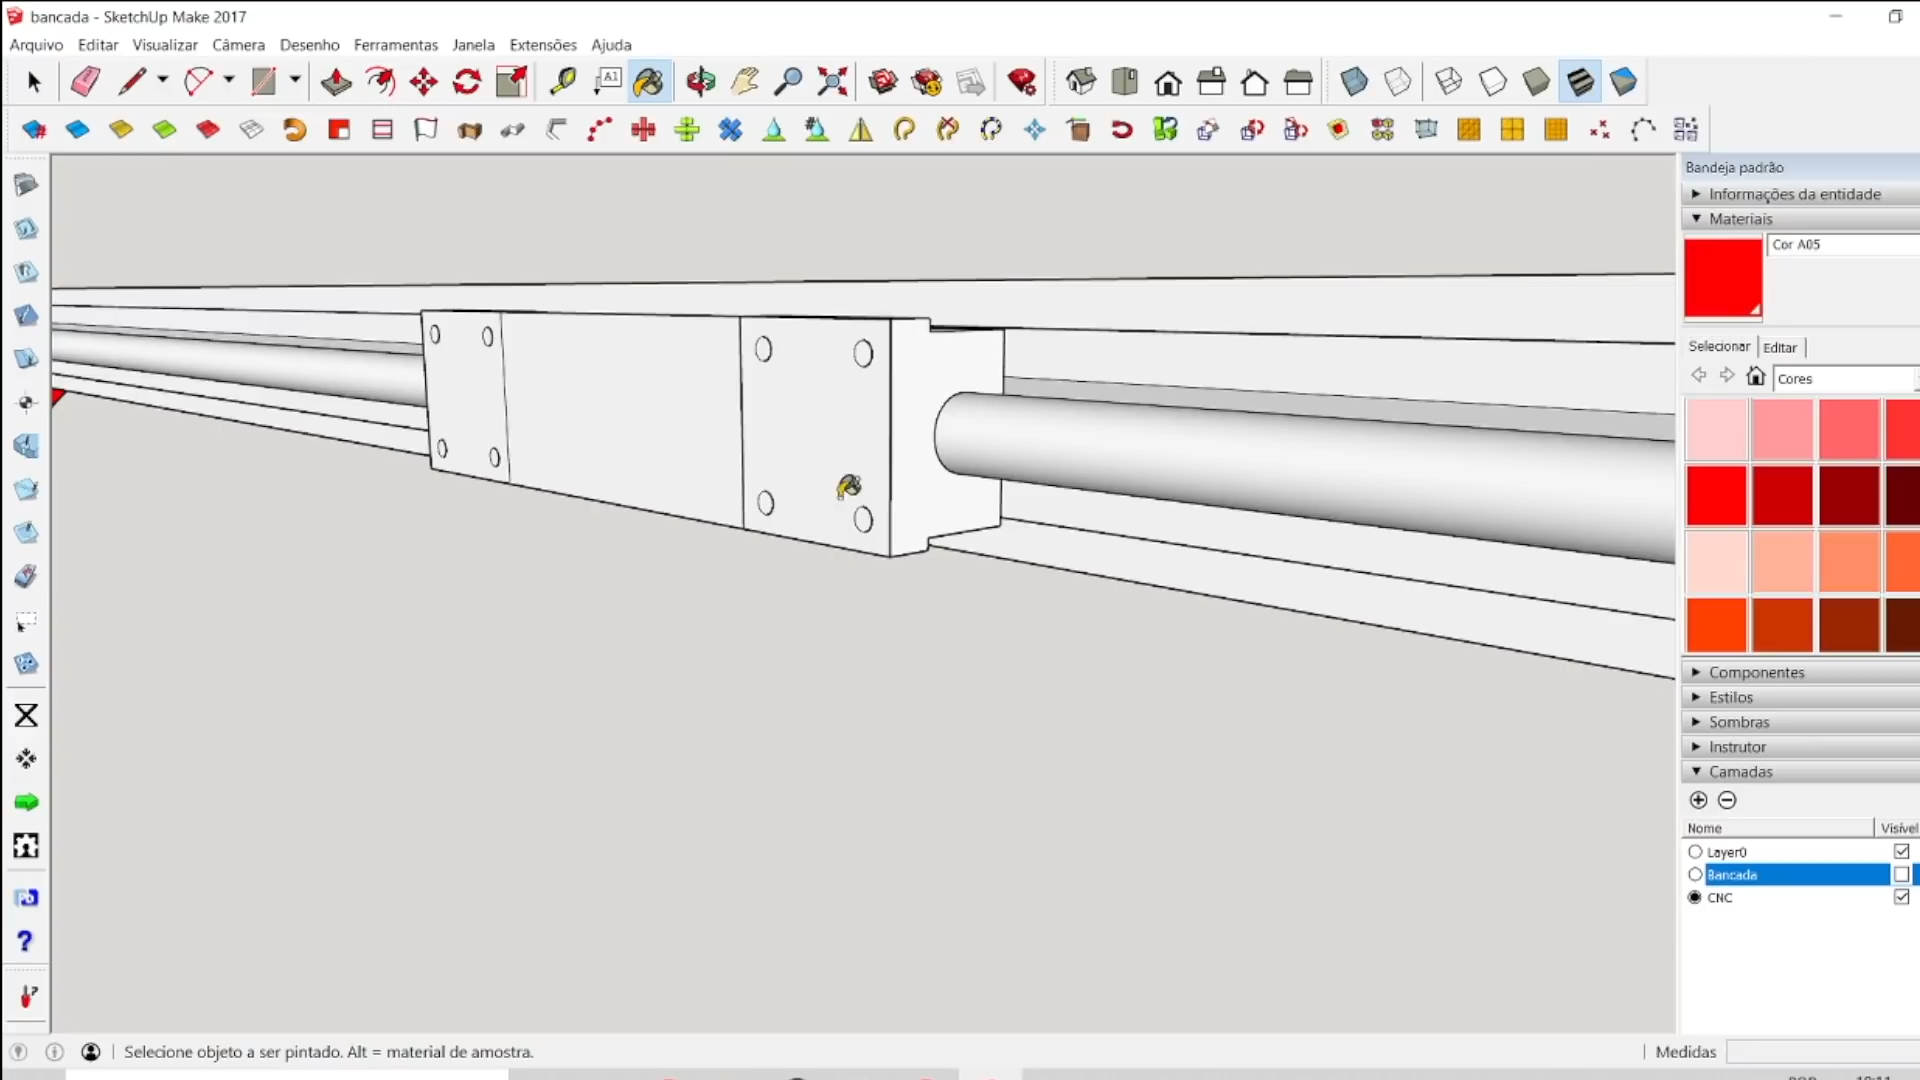 bancada - SketchUp Make 2017
Arquivo Editar Visualizar Câmera Desenho Ferramentas Janela Extensões Ajuda
A1
Bandeja padrão
Informações da entidade
Materiais
Cor A05
Selecionar Editar
Cores
Componentes
Estilos
Sombras
Instrutor
Camadas
Nome Visível
Layer0
Bancada
CNC
Selecione objeto a ser pintado. Alt = material de amostra.
Medidas